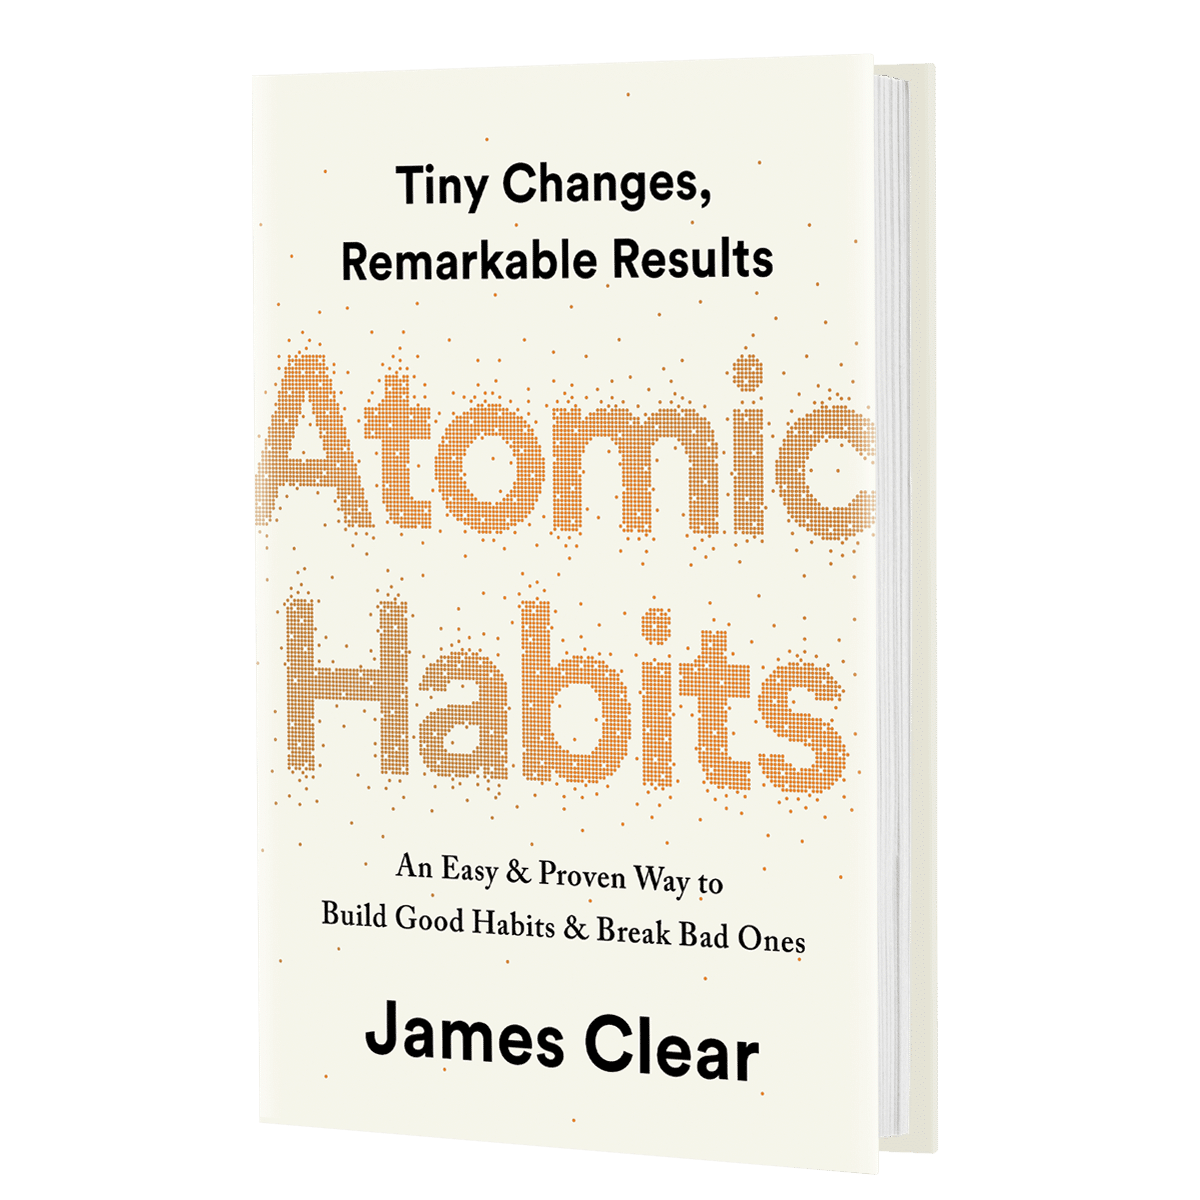 Tiny Changes,
Remarkable Results
Atomic
Habits
An Easy & Proven Way to
Build Good Habits & Break Bad Ones
James Clear